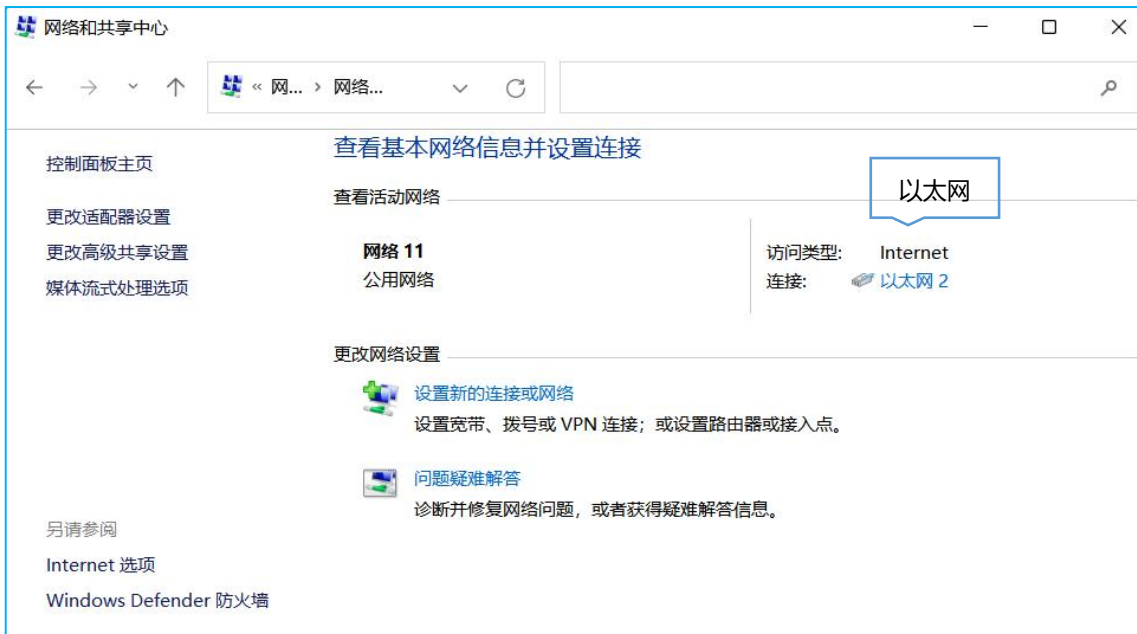 网络和共享中心
« 网... › 网络...
控制面板主页
更改适配器设置
更改高级共享设置
媒体流式处理选项
查看基本网络信息并设置连接
查看活动网络
以太网
网络 11
公用网络
访问类型: Internet
连接: 以太网 2
更改网络设置
设置新的连接或网络
设置宽带、拨号或 VPN 连接；或设置路由器或接入点。
问题疑难解答
诊断并修复网络问题，或者获得疑难解答信息。
另请参阅
Internet 选项
Windows Defender 防火墙